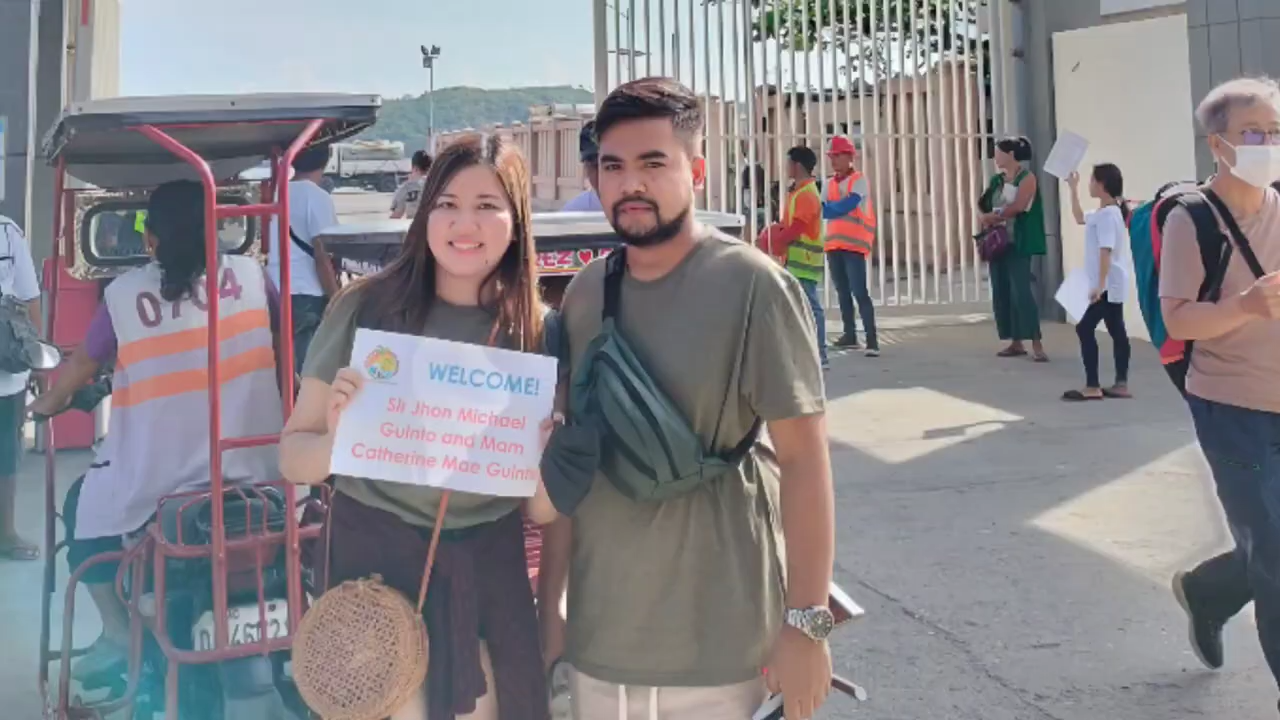 WELCOME!
Sir Jhon Michael
Guinto and Mam
Catherine Mae Guinto
0704